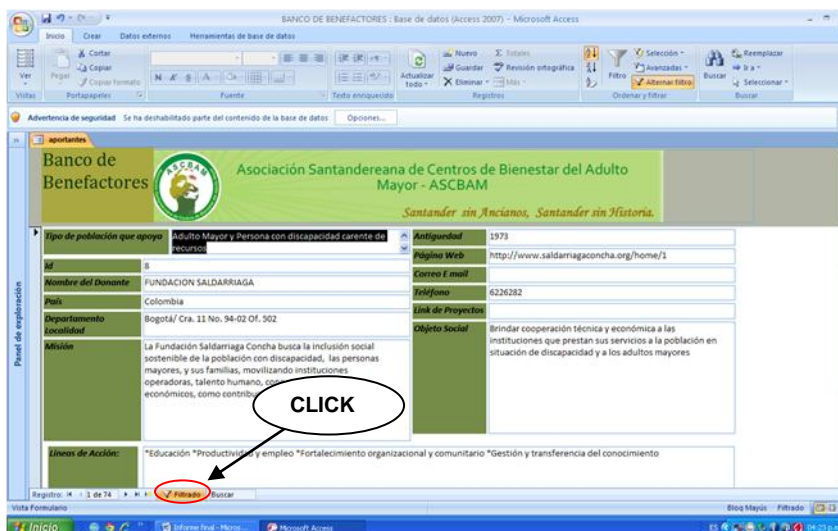 BANCO DE BENEFACTORES : Base de datos (Access 2007) - Microsoft Access
Inicio Crear Datos externos Herramientas de base de datos
Ver
Vistas
Pegar
Cortar
Copiar
Copiar formato
Portapapeles
Fuente
Texto enriquecido
Actualizar todo
Nuevo
Guardar
Eliminar
Totales
Revisión ortográfica
Más
Registros
Filtro
Selección
Avanzadas
Alternar filtro
Ordenar y filtrar
Buscar
Reemplazar
Ir a
Seleccionar
Buscar
Advertencia de seguridad Se ha deshabilitado parte del contenido de la base de datos Opciones...
aportantes
Banco de
Benefactores
ASCBAM
Asociación Santandereana de Centros de Bienestar del Adulto
Mayor - ASCBAM
Santander sin Ancianos, Santander sin Historia.
Tipo de población que apoya Adulto Mayor y Persona con discapacidad carente de
recursos
Id 8
Nombre del Donante FUNDACION SALDARRIAGA
País Colombia
Departamento
Localidad
Bogotá/ Cra. 11 No. 94-02 Of. 502
Misión La Fundación Saldarriaga Concha busca la inclusión social
sostenible de la población con discapacidad, las personas
mayores, y sus familias, movilizando instituciones
operadoras, talento humano,
económicos, como
Antiguedad 1973
Página Web http://www.saldarriagaconcha.org/home/1
Correo E mail
Teléfono 6226282
Link de Proyectos
Objeto Social Brindar cooperación técnica y económica a las
instituciones que prestan sus servicios a la población en
situación de discapacidad y a los adultos mayores
CLICK
Lineas de Acción: *Educación *Productividad y empleo *Fortalecimiento organizacional y comunitario *Gestión y transferencia del conocimiento
Panel de exploración
Registro: 1 de 74 Filtrado Buscar
Vista Formulario Bloq Mayús Filtrado
Inicio Informe final - Micros... Microsoft Access ES 04:23 p.m.